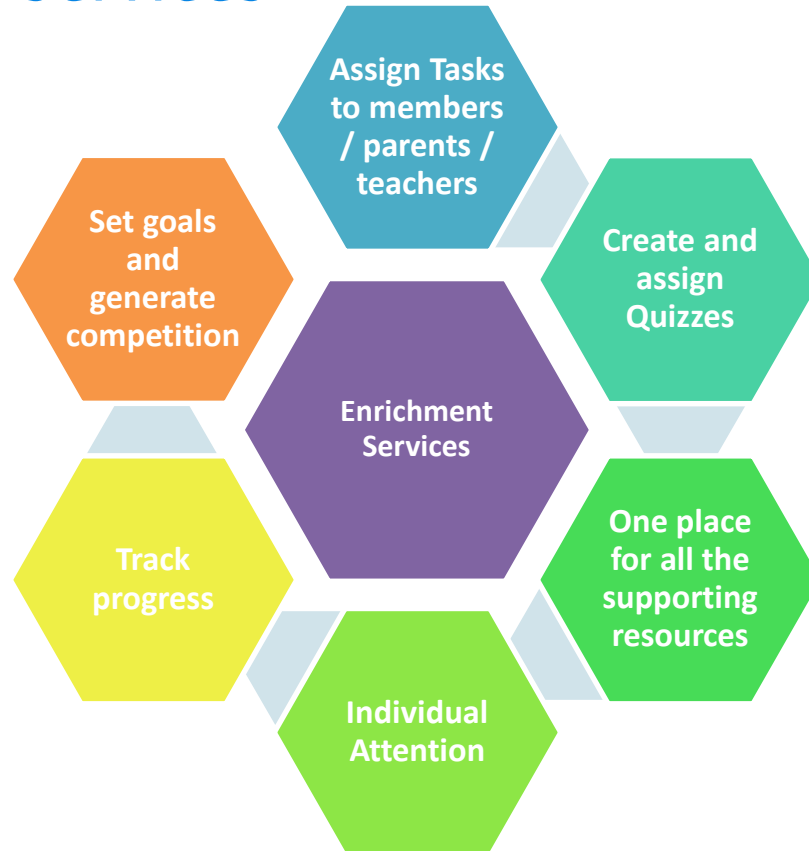 Assign Tasks
to members
/ parents /
teachers
Set goals
and
generate
competition
Create and
assign
Quizzes
Enrichment
Services
Track
progress
One place
for all the
supporting
resources
Individual
Attention